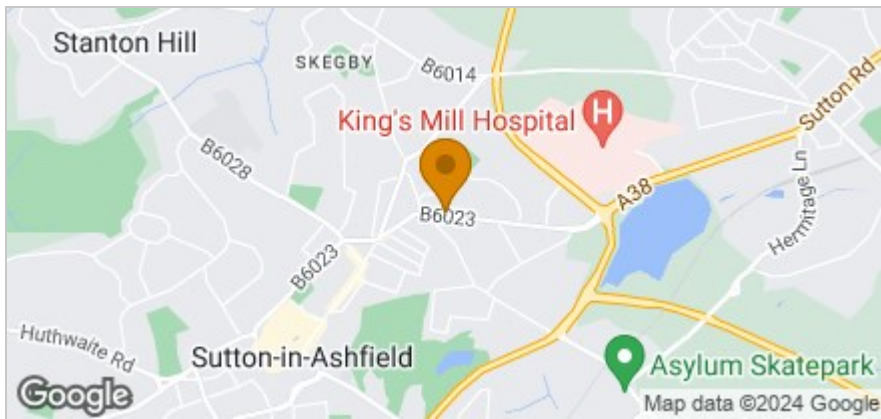 Stanton Hill
SKEGBY
B6014
Sutton Rd
King's Mill Hospital
H
B6028
A38
B6023
Hermitage Ln
B6023
Huthwaite Rd
Sutton-in-Ashfield
Asylum Skatepark
Google
Map data ©2024 Google